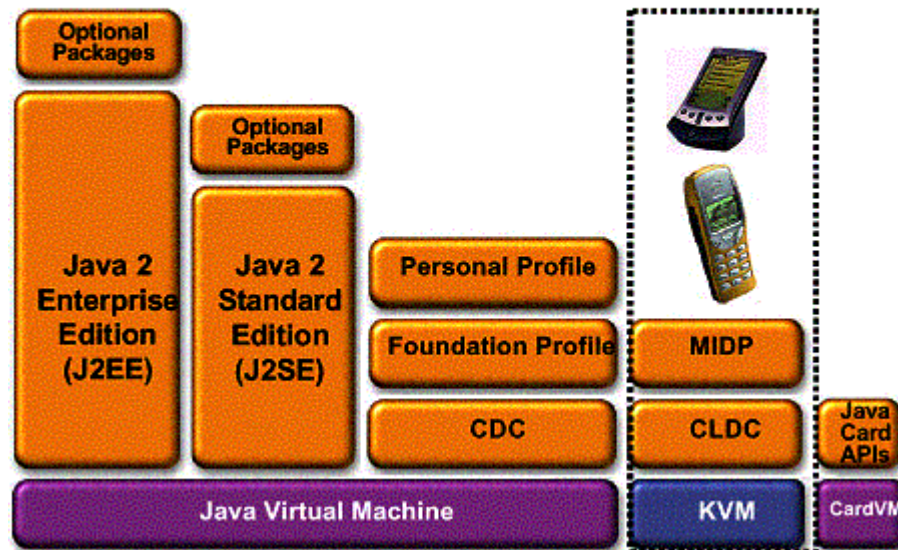 Optional
Packages
Java 2
Enterprise
Edition
(J2EE)
Optional
Packages
Java 2
Standard
Edition
(J2SE)
Personal Profile
Foundation Profile
CDC
MIDP
CLDC
Java
Card
APIs
Java Virtual Machine
KVM
CardVM